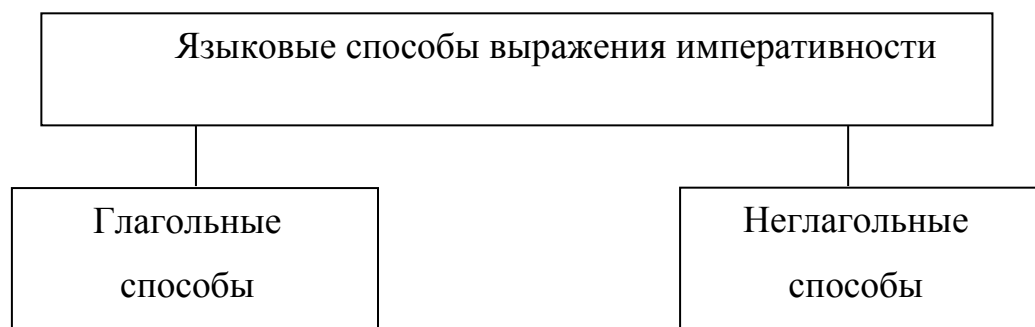 Языковые способы выражения императивности
Глагольные
способы
Неглагольные
способы